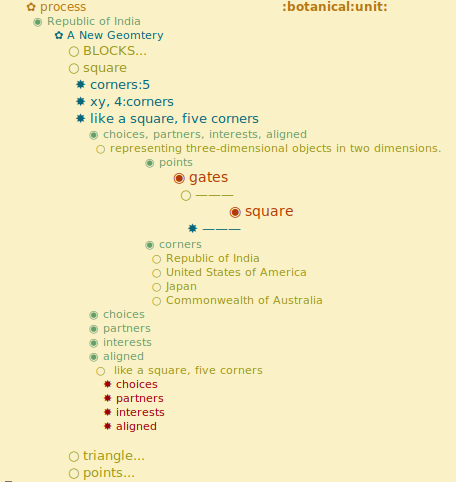 ✿ process :botanical:unit:
◉ Republic of India
✿ A New Geomtery
○ BLOCKS...
○ square
✸ corners:5
✸ xy, 4:corners
✸ like a square, five corners
◉ choices, partners, interests, aligned
○ representing three-dimensional objects in two dimensions.
◉ points
◉ gates
○ ———
◉ square
✸ ———
◉ corners
○ Republic of India
○ United States of America
○ Japan
○ Commonwealth of Australia
◉ choices
◉ partners
◉ interests
◉ aligned
○ like a square, five corners
✸ choices
✸ partners
✸ interests
✸ aligned
○ triangle...
○ points...